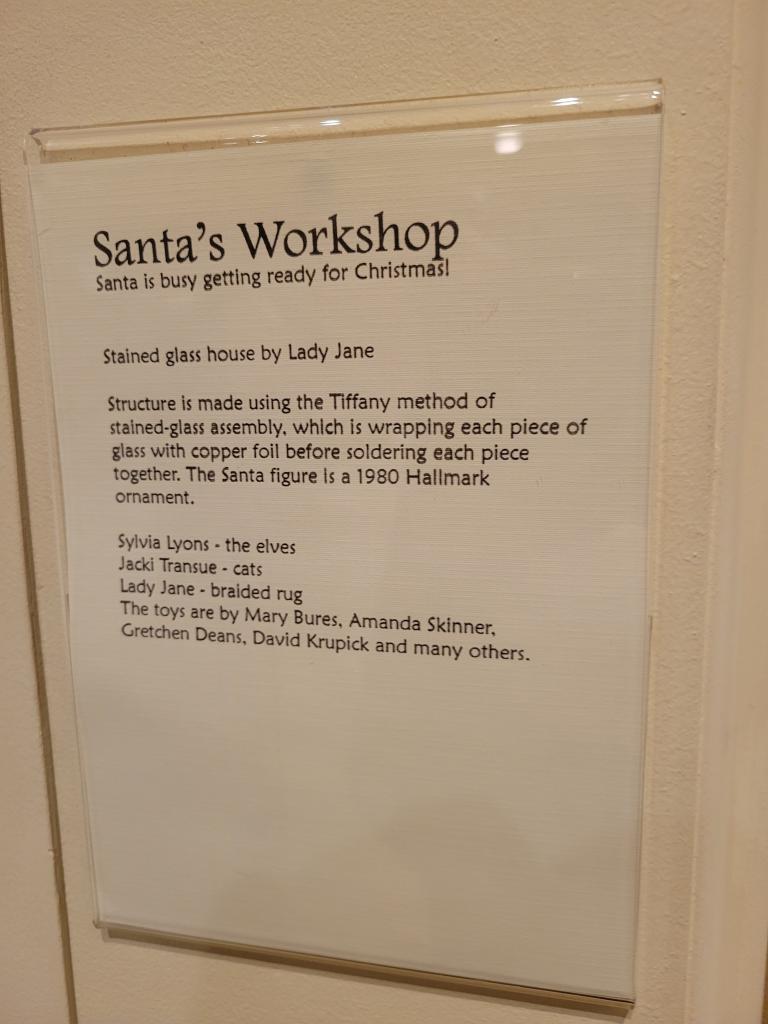 Santa's Workshop
Santa is busy getting ready for Christmas!
Stained glass house by Lady Jane
Structure is made using the Tiffany method of
stained-glass assembly, which is wrapping each piece of
glass with copper foil before soldering each piece
together. The Santa figure is a 1980 Hallmark
ornament.
Sylvia Lyons - the elves
Jacki Transue - cats
Lady Jane - braided rug
The toys are by Mary Bures, Amanda Skinner,
Gretchen Deans, David Krupick and many others.